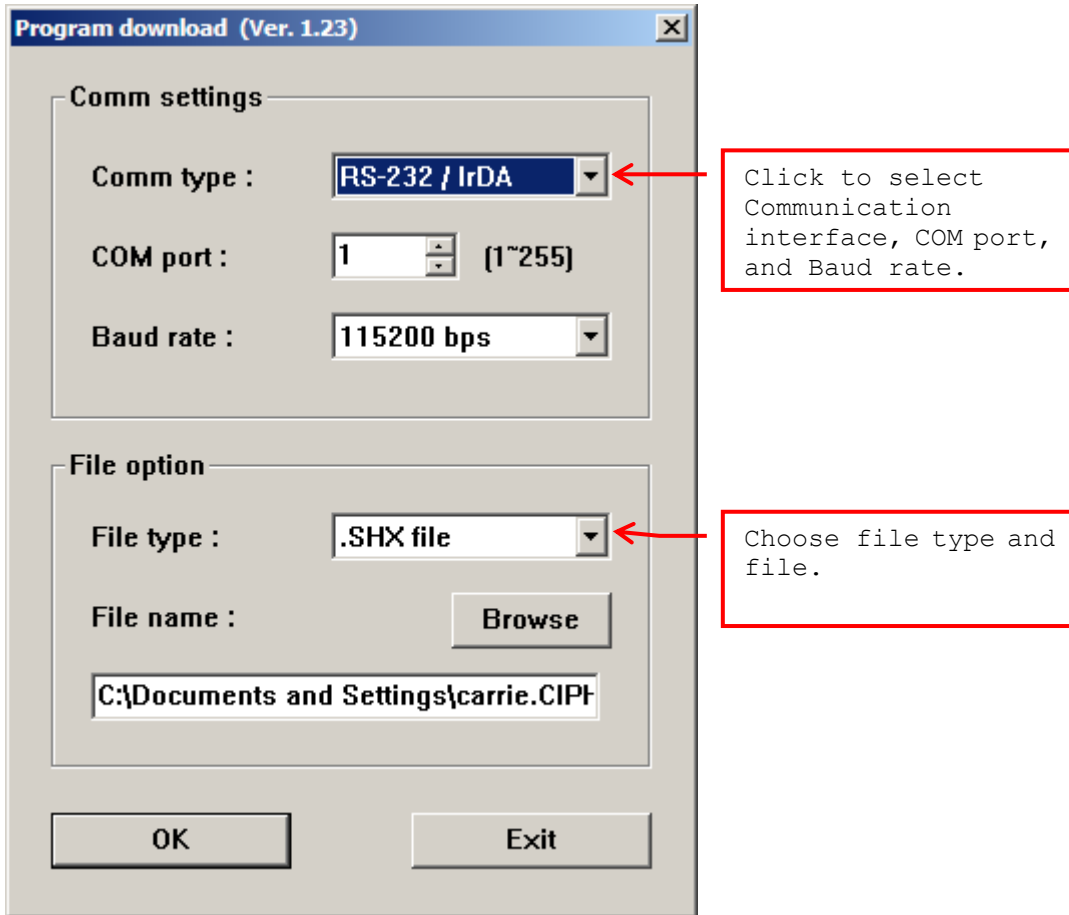 Program download (Ver. 1.23)
Comm settings
Comm type :
RS-232 / IrDA
Click to select
Communication
interface, COM port,
and Baud rate.
COM port :
1
(1~255)
Baud rate :
115200 bps
File option
File type :
.SHX file
Choose file type and
file.
File name :
Browse
C:\Documents and Settings\carrie.CIPH
OK
Exit